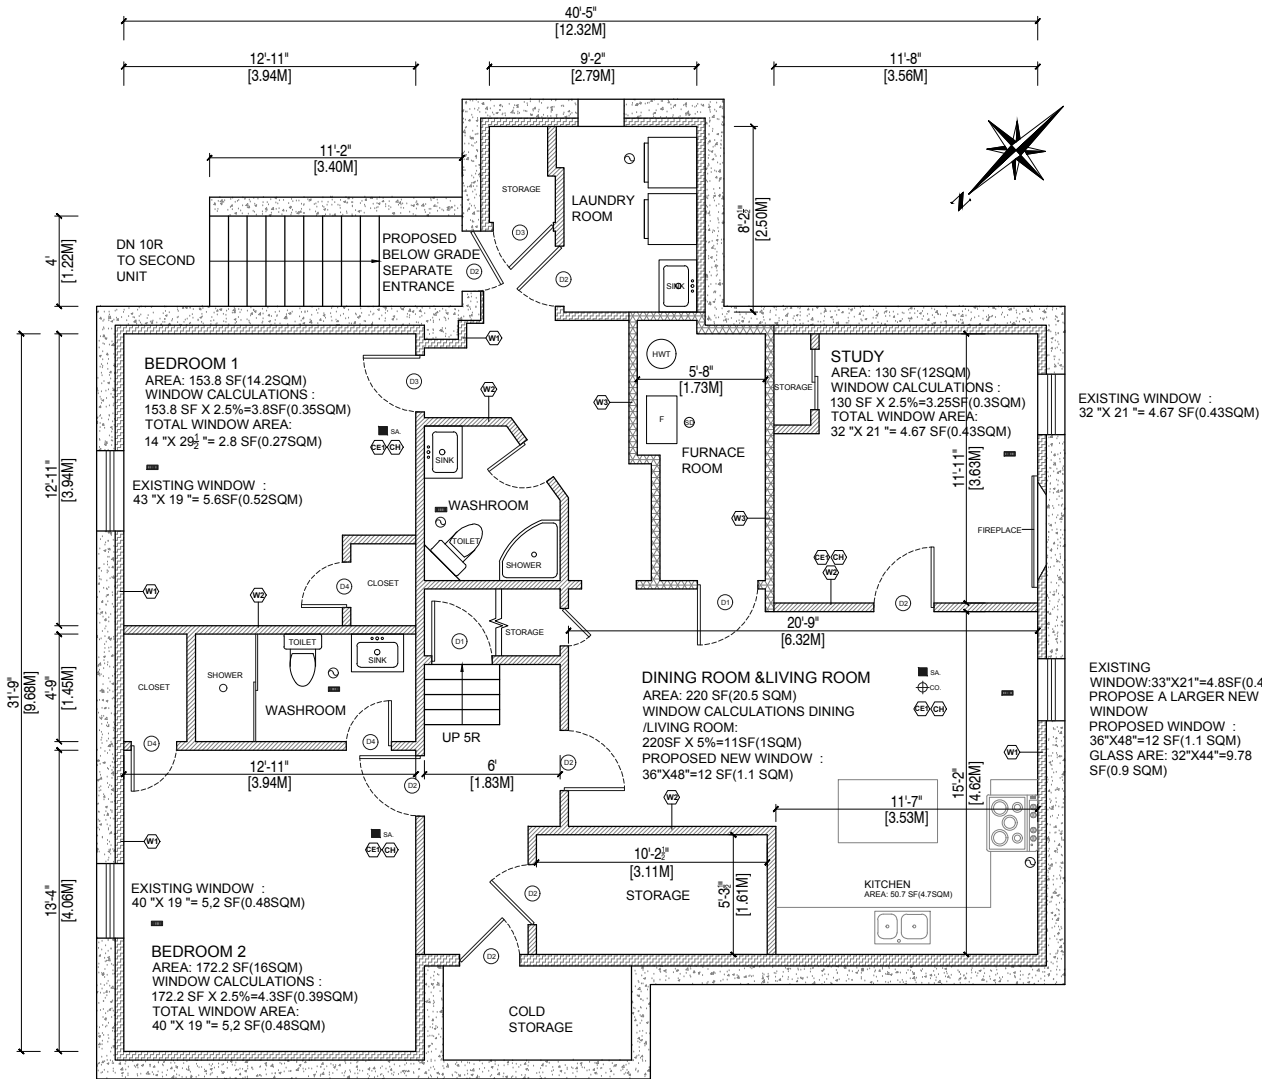 40'-5"
[12.32M]
12'-11"
[3.94M]
9'-2"
[2.79M]
11'-8"
[3.56M]
11'-2"
[3.40M]
8'-2½"
[2.50M]
N
4'
[1.22M]
DN 10R
TO SECOND
UNIT
PROPOSED
BELOW GRADE
SEPARATE
ENTRANCE
STORAGE
LAUNDRY
ROOM
SINK
D3
D2
D2
W1
BEDROOM 1
AREA: 153.8 SF(14.2SQM)
WINDOW CALCULATIONS :
153.8 SF X 2.5%=3.8SF(0.35SQM)
TOTAL WINDOW AREA:
14 "X 29½ "= 2.8 SF(0.27SQM)
EXISTING WINDOW :
43 "X 19 "= 5.6SF(0.52SQM)
D3
SA.
CE1 CH
W2
W3
HWT
5'-8"
[1.73M]
F
SD
FURNACE
ROOM
W3
STORAGE
STUDY
AREA: 130 SF(12SQM)
WINDOW CALCULATIONS :
130 SF X 2.5%=3.25SF(0.3SQM)
TOTAL WINDOW AREA:
32 "X 21 "= 4.67 SF(0.43SQM)
11'-11"
[3.63M]
FIREPLACE
CE1 CH
W2
D2
EXISTING WINDOW :
32 "X 21 "= 4.67 SF(0.43SQM)
12'-11"
[3.94M]
SINK
WASHROOM
TOILET
SHOWER
W1
W2
D4
CLOSET
D1
STORAGE
D1
20'-9"
[6.32M]
31'-9"
[9.68M]
4'-9"
[1.45M]
CLOSET
SHOWER
TOILET
SINK
WASHROOM
D4
D4
UP 5R
12'-11"
[3.94M]
6'
[1.83M]
D2
D2
DINING ROOM &LIVING ROOM
AREA: 220 SF(20.5 SQM)
WINDOW CALCULATIONS DINING
/LIVING ROOM:
220SF X 5%=11SF(1SQM)
PROPOSED NEW WINDOW :
36"X48"=12 SF(1.1 SQM)
SA.
CO.
CE1 CH
W1
EXISTING
WINDOW:33"X21"=4.8SF(0.4
PROPOSE A LARGER NEW
WINDOW
PROPOSED WINDOW :
36"X48"=12 SF(1.1 SQM)
GLASS ARE: 32"X44"=9.78
SF(0.9 SQM)
15'-2"
[4.62M]
W2
11'-7"
[3.53M]
13'-4"
[4.06M]
W1
SA.
CE1 CH
EXISTING WINDOW :
40 "X 19 "= 5,2 SF(0.48SQM)
BEDROOM 2
AREA: 172.2 SF(16SQM)
WINDOW CALCULATIONS :
172.2 SF X 2.5%=4.3SF(0.39SQM)
TOTAL WINDOW AREA:
40 "X 19 "= 5,2 SF(0.48SQM)
10'-2½"
[3.11M]
STORAGE
5'-3½"
[1.61M]
D2
D2
KITCHEN
AREA: 50.7 SF(4.7SQM)
COLD
STORAGE